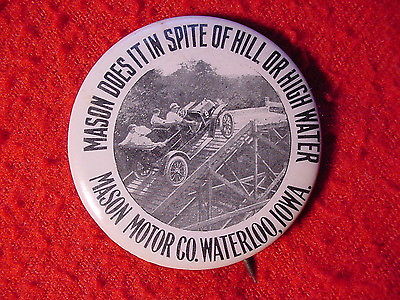 MASON DOES IT IN SPITE OF HILL OR HIGH WATER
MASON MOTOR CO. WATERLOO, IOWA.